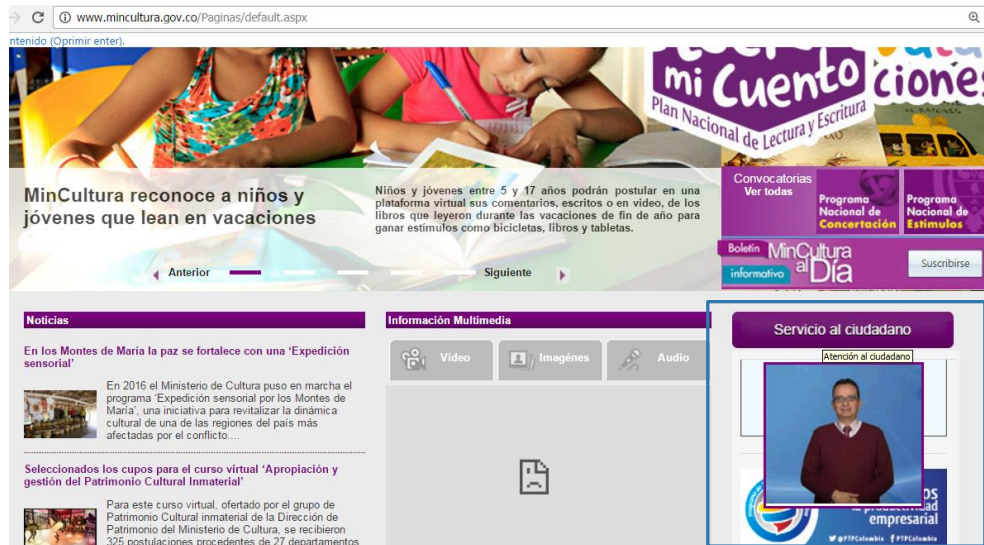 www.mincultura.gov.co/Paginas/default.aspx
ntenido (Oprimir enter).
mi Cuento
Plan Nacional de Lectura y Escritura
MinCultura reconoce a niños y
jóvenes que lean en vacaciones
Niños y jóvenes entre 5 y 17 años podrán postular en una
plataforma virtual sus comentarios, escritos o en video, de los
libros que leyeron durante las vacaciones de fin de año para
ganar estímulos como bicicletas, libros y tabletas.
Anterior
Siguiente
Convocatorias
Ver todas
Programa
Nacional de
Concertación
Programa
Nacional de
Estímulos
Boletín
informativo
MinCultura
al Día
Suscribirse
Noticias
En los Montes de María la paz se fortalece con una ‘Expedición
sensorial’
En 2016 el Ministerio de Cultura puso en marcha el
programa ‘Expedición sensorial por los Montes de
María’, una iniciativa para revitalizar la dinámica
cultural de una de las regiones del país más
afectadas por el conflicto....
Seleccionados los cupos para el curso virtual ‘Apropiación y
gestión del Patrimonio Cultural Inmaterial’
Para este curso virtual, ofertado por el grupo de
Patrimonio Cultural inmaterial de la Dirección de
Patrimonio del Ministerio de Cultura, se recibieron
325 postulaciones procedentes de 27 departamentos
Información Multimedia
Video
Imagénes
Audio
Servicio al ciudadano
Atención al ciudadano
empresarial
@PTPColombia
PTPColombia